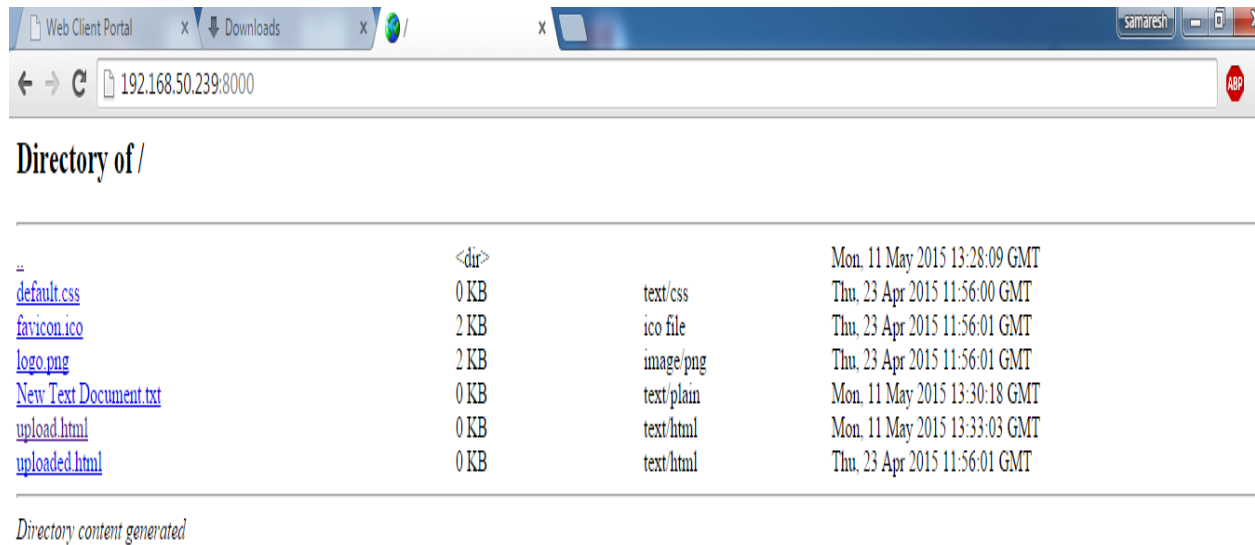 Web Client Portal x Downloads x / x samaresh
192.168.50.239:8000 ABP
Directory of /
.. <dir> Mon, 11 May 2015 13:28:09 GMT
default.css 0 KB text/css Thu, 23 Apr 2015 11:56:00 GMT
favicon.ico 2 KB ico file Thu, 23 Apr 2015 11:56:01 GMT
logo.png 2 KB image/png Thu, 23 Apr 2015 11:56:01 GMT
New Text Document.txt 0 KB text/plain Mon, 11 May 2015 13:30:18 GMT
upload.html 0 KB text/html Mon, 11 May 2015 13:33:03 GMT
uploaded.html 0 KB text/html Thu, 23 Apr 2015 11:56:01 GMT
Directory content generated